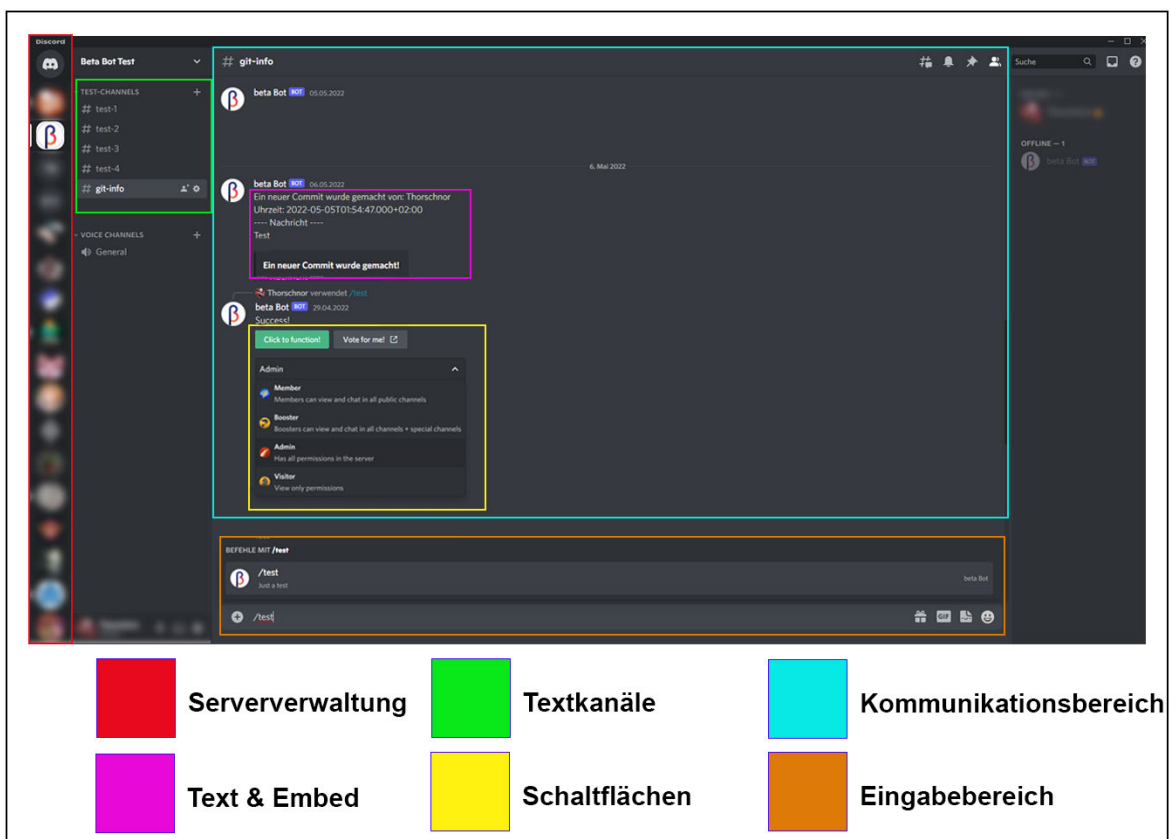 Discord
Beta Bot Test
TEST-CHANNELS
# test-1
# test-2
# test-3
# test-4
# git-info
VOICE CHANNELS
General
# git-info
beta Bot BOT 05.05.2022
6. Mai 2022
beta Bot BOT 06.05.2022
Ein neuer Commit wurde gemacht von: Thorschnor
Uhrzeit: 2022-05-05T01:54:47.000+02:00
---- Nachricht ----
Test
Ein neuer Commit wurde gemacht!
Thorschnor verwendet /test
beta Bot BOT 29.04.2022
Success!
Click to function! Vote for me!
Admin
Member
Members can view and chat in all public channels
Booster
Boosters can view and chat in all channels + special channels
Admin
Has all permissions in the server
Visitor
View only permissions
BEFEHLE MIT /test
/test
Just a test
beta Bot
/test
GIF
Suche
OFFLINE — 1
beta Bot BOT
Serververwaltung
Textkanäle
Kommunikationsbereich
Text & Embed
Schaltflächen
Eingabebereich